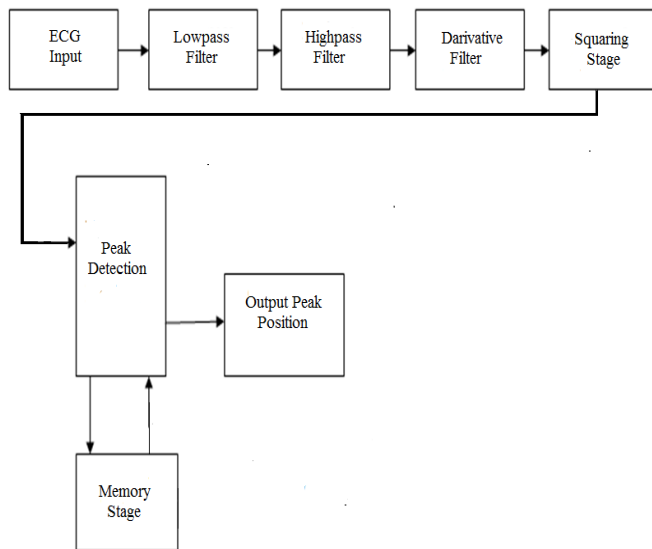 ECG
Input
Lowpass
Filter
Highpass
Filter
Darivative
Filter
Squaring
Stage
Peak
Detection
Output Peak
Position
Memory
Stage